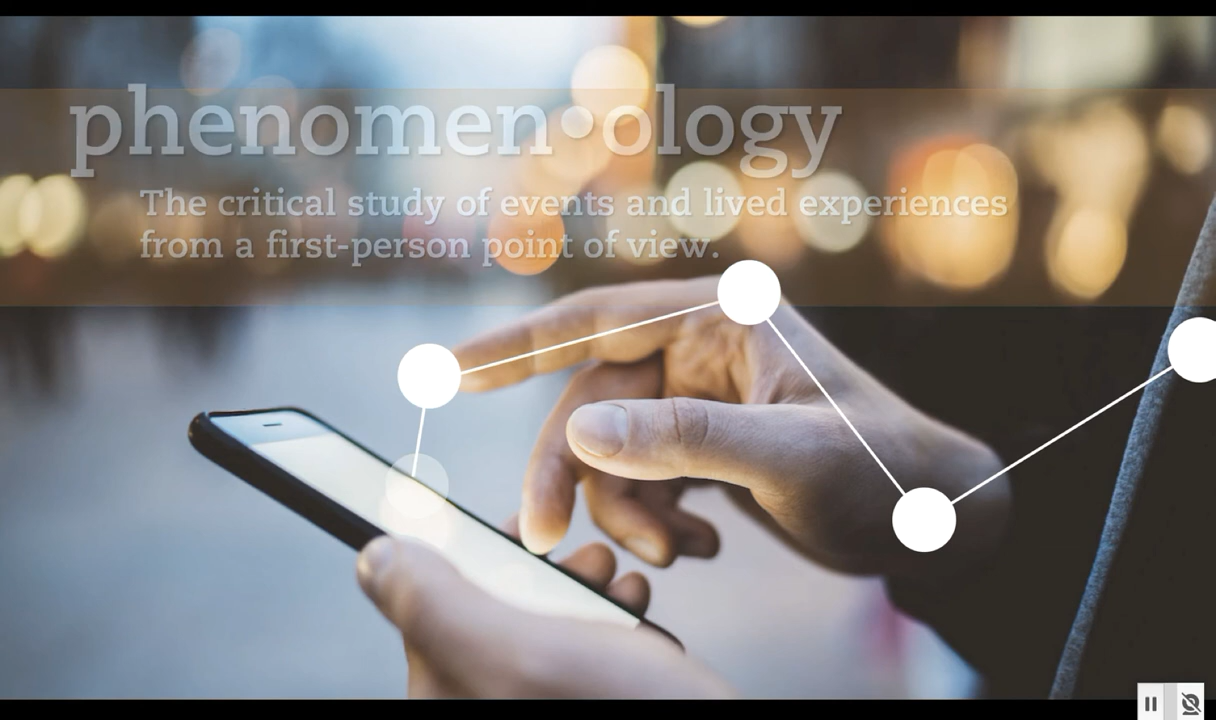 phenomen·ology
The critical study of events and lived experiences
from a first-person point of view.